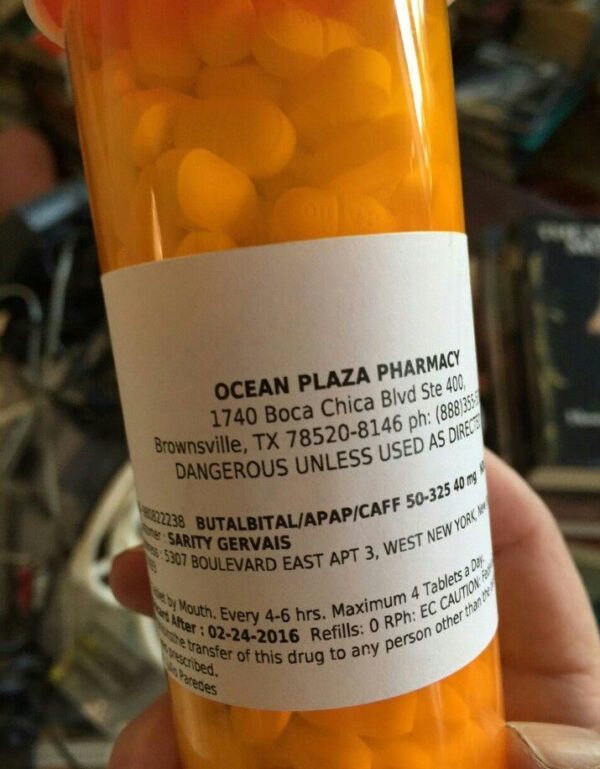 OCEAN PLAZA PHARMACY
1740 Boca Chica Blvd Ste 400,
Brownsville, TX 78520-8146 ph: (888)355-
DANGEROUS UNLESS USED AS DIRECTED
BUTALBITAL/APAP/CAFF 50-325 40 mg
SARITY GERVAIS
5307 BOULEVARD EAST APT 3, WEST NEW YORK,
by Mouth. Every 4-6 hrs. Maximum 4 Tablets a Day.
After : 02-24-2016 Refills: 0 RPh: EC CAUTION:
the transfer of this drug to any person other than the
prescribed.
Paredes